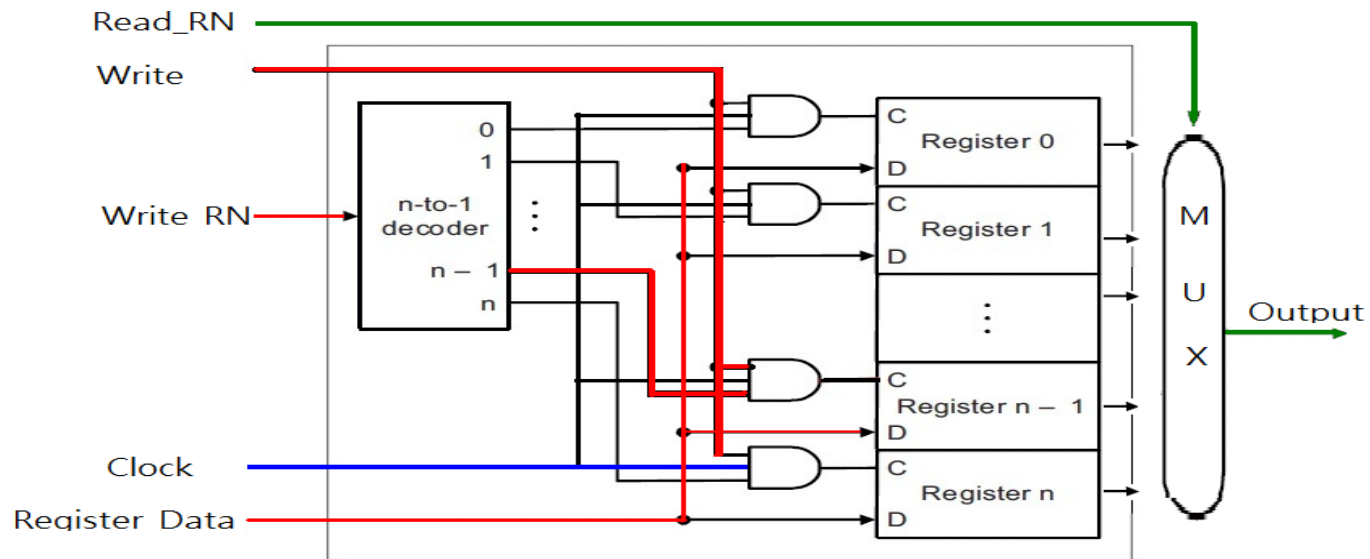 Read_RN
Write
Write RN
Clock
Register Data
n-to-1
decoder
0
1
⋮
n – 1
n
C
Register 0
D
C
Register 1
D
⋮
C
Register n – 1
D
C
Register n
D
M
U
X
Output